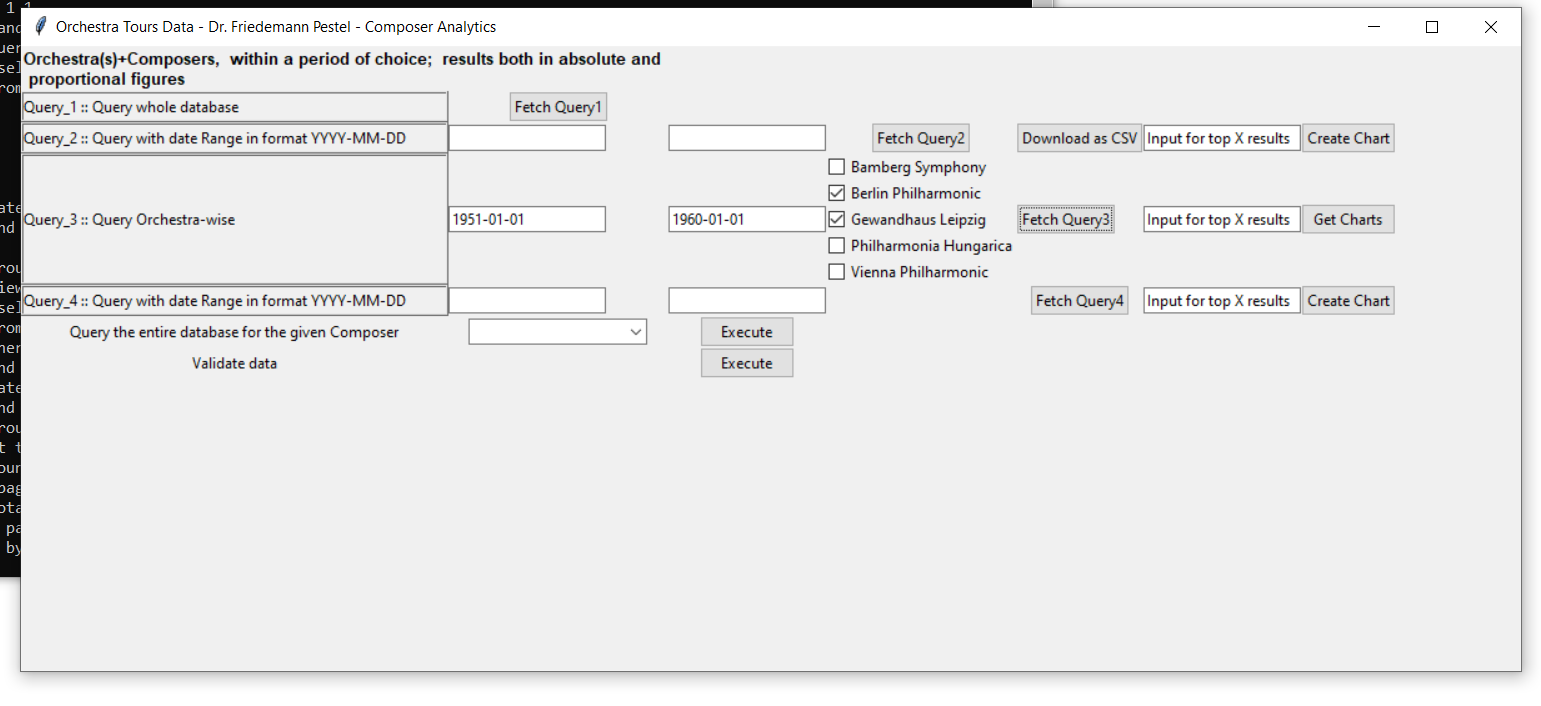 1 1
Orchestra Tours Data - Dr. Friedemann Pestel - Composer Analytics
Orchestra(s)+Composers, within a period of choice; results both in absolute and
proportional figures
Query_1 :: Query whole database Fetch Query1
Query_2 :: Query with date Range in format YYYY-MM-DD Fetch Query2 Download as CSV Input for top X results Create Chart
Bamberg Symphony
Berlin Philharmonic
Query_3 :: Query Orchestra-wise 1951-01-01 1960-01-01 Gewandhaus Leipzig Fetch Query3 Input for top X results Get Charts
Philharmonia Hungarica
Vienna Philharmonic
Query_4 :: Query with date Range in format YYYY-MM-DD Fetch Query4 Input for top X results Create Chart
Query the entire database for the given Composer Execute
Validate data Execute